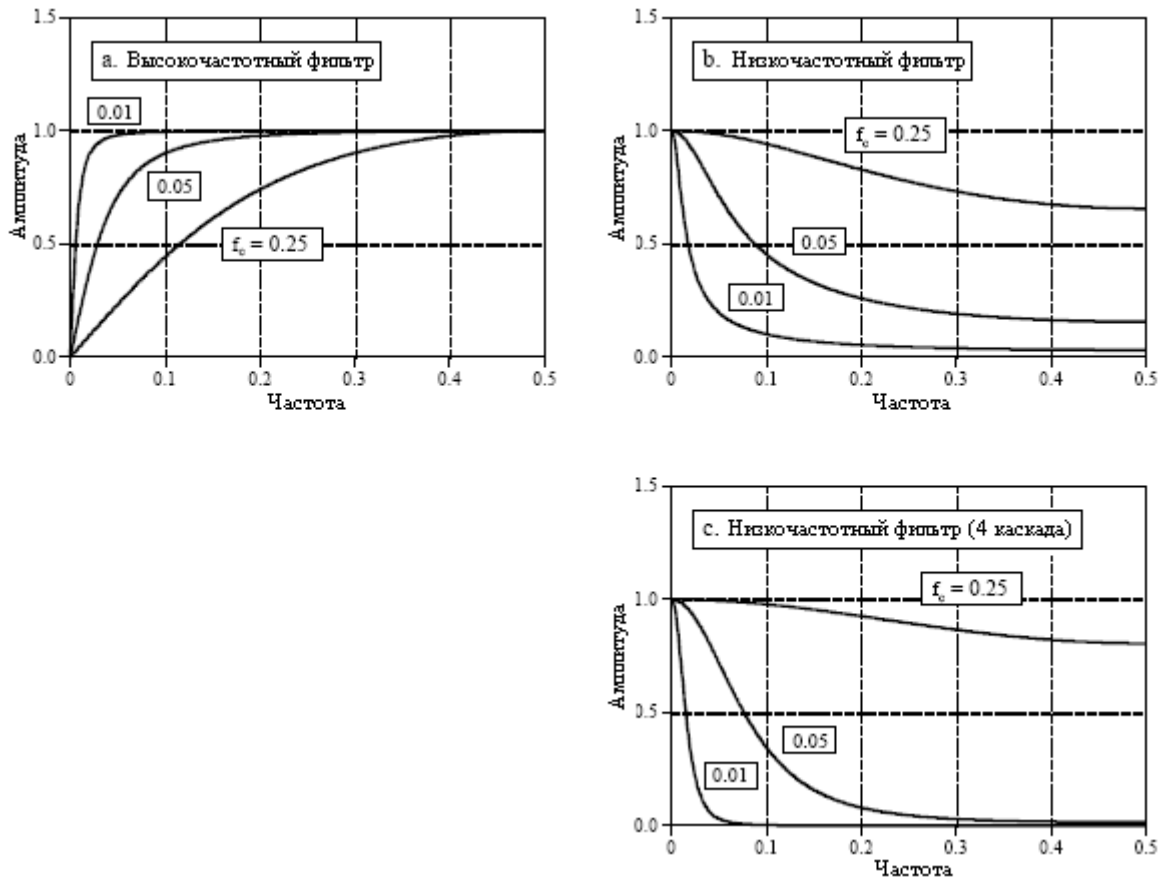 1.5
a. Высокочастотный фильтр
0.01
1.0
0.05
Амплитуда
0.5
f_c = 0.25
0.0
0 0.1 0.2 0.3 0.4 0.5
Частота
1.5
b. Низкочастотный фильтр
1.0
f_c = 0.25
Амплитуда
0.5
0.05
0.01
0.0
0 0.1 0.2 0.3 0.4 0.5
Частота
1.5
c. Низкочастотный фильтр (4 каскада)
1.0
f_c = 0.25
Амплитуда
0.5
0.05
0.01
0.0
0 0.1 0.2 0.3 0.4 0.5
Частота